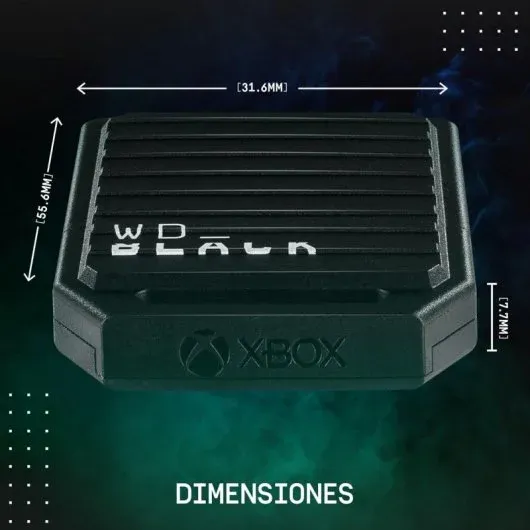 [31.6MM]
[55.6MM]
WD_
BLACK
[7.7MM]
XBOX
DIMENSIONES